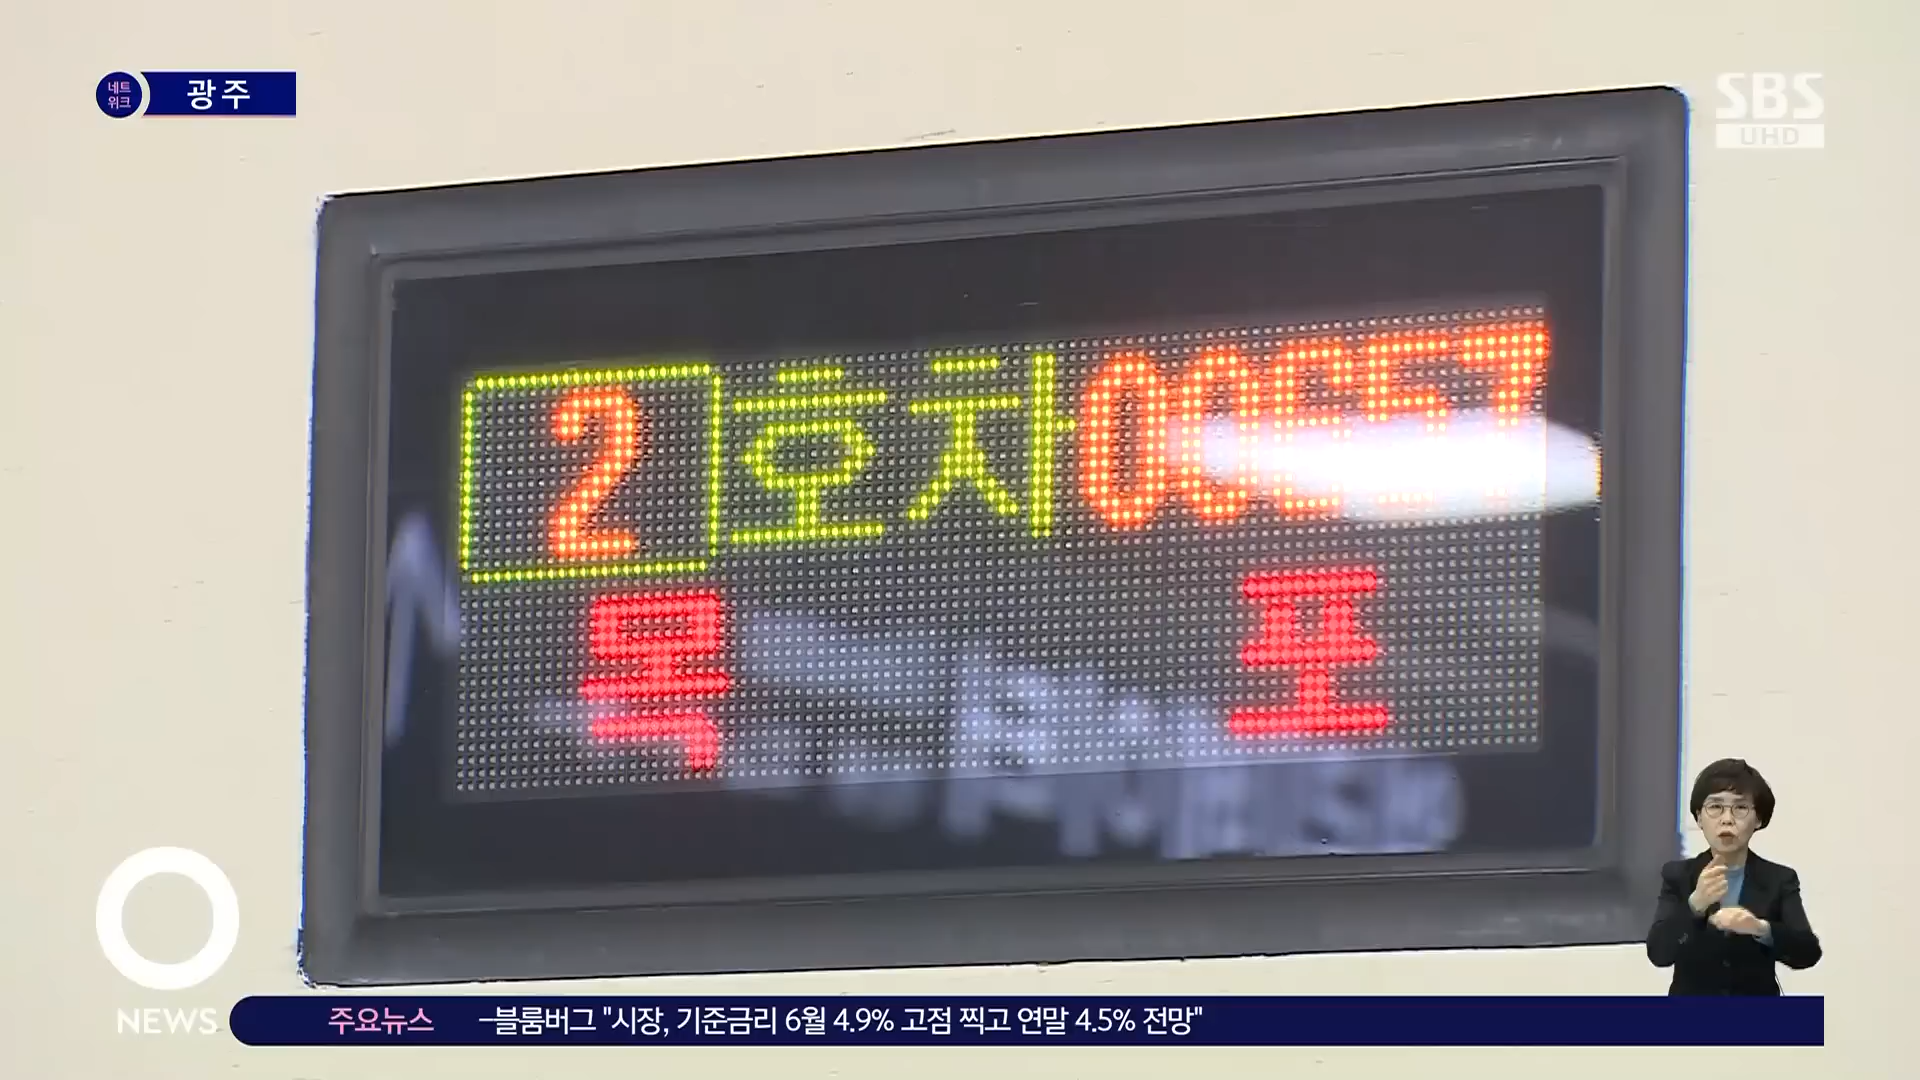 네트
워크
광주
SBS
UHD
2 호차 00657
목 포
NEWS
주요뉴스 -블룸버그 "시장, 기준금리 6월 4.9% 고점 찍고 연말 4.5% 전망"